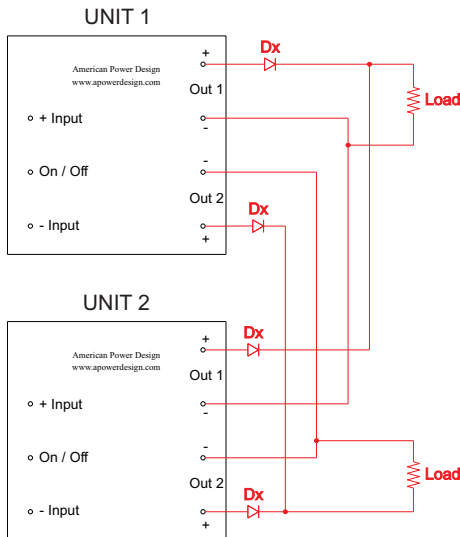 UNIT 1
+
Dx
American Power Design
www.apowerdesign.com
Out 1
Load
+ Input
-
On / Off
-
Out 2
Dx
- Input
+
UNIT 2
+
Dx
American Power Design
www.apowerdesign.com
Out 1
+ Input
-
On / Off
-
Load
Out 2
Dx
- Input
+